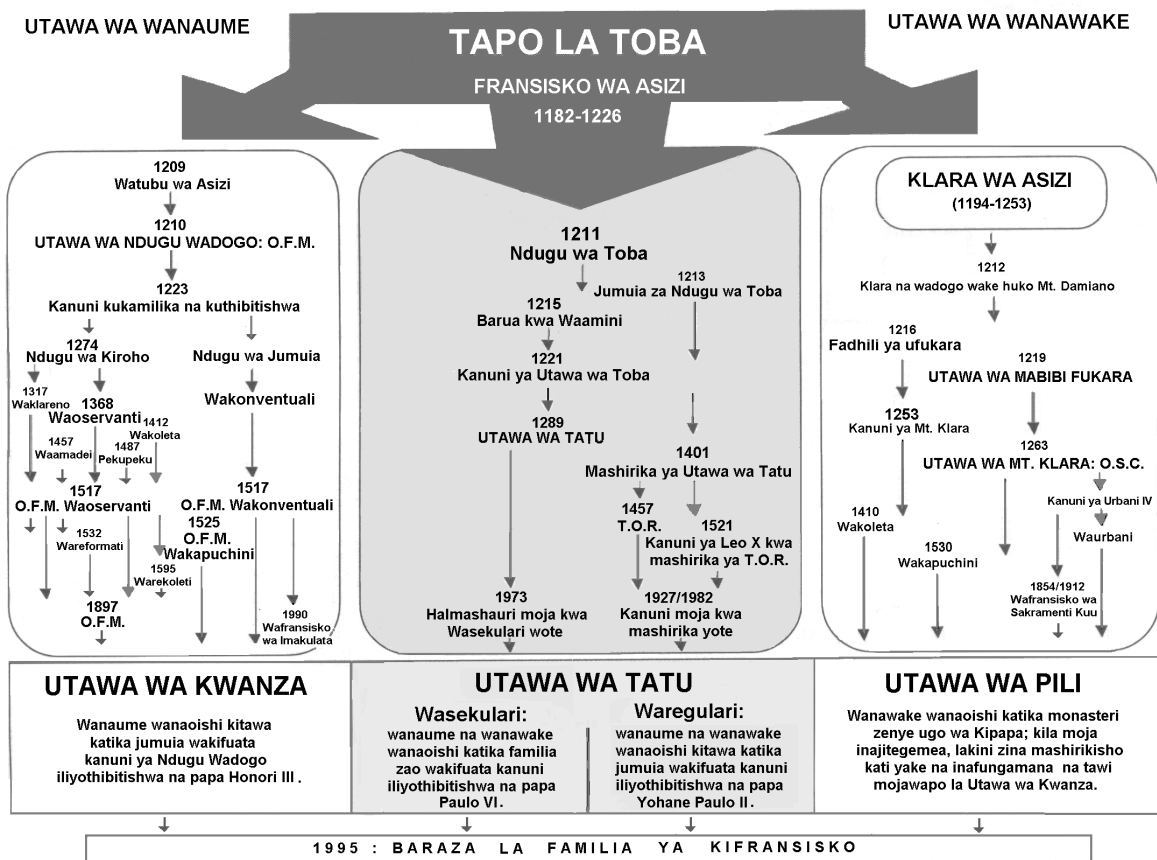 UTAWA WA WANAUME
TAPO LA TOBA
FRANSISKO WA ASIZI
1182-1226
UTAWA WA WANAWAKE
1209
Watubu wa Asizi
1210
UTAWA WA NDUGU WADOGO: O.F.M.
1223
Kanuni kukamilika na kuthibitishwa
1274
Ndugu wa Kiroho
Ndugu wa Jumuia
1317
Waklareno
1368
Waoservanti
Wakonventuali
1412
Wakoleta
1457
Waamadei
1487
Pekupeku
1517
O.F.M. Waoservanti
1517
O.F.M. Wakonventuali
1525
O.F.M.
Wakapuchini
1532
Wareformati
1595
Warekoleti
1897
O.F.M.
1990
Wafransisko
wa Imakulata
1211
Ndugu wa Toba
1213
Jumuia za Ndugu wa Toba
1215
Barua kwa Waamini
1221
Kanuni ya Utawa wa Toba
1289
UTAWA WA TATU
1401
Mashirika ya Utawa wa Tatu
1457
T.O.R.
1521
Kanuni ya Leo X kwa
mashirika ya T.O.R.
1973
Halmashauri moja kwa
Wasekulari wote
1927/1982
Kanuni moja kwa
mashirika yote
KLARA WA ASIZI
(1194-1253)
1212
Klara na wadogo wake huko Mt. Damiano
1216
Fadhili ya ufukara
1219
UTAWA WA MABIBI FUKARA
1253
Kanuni ya Mt. Klara
1263
UTAWA WA MT. KLARA: O.S.C.
Kanuni ya Urbani IV
1410
Wakoleta
Waurbani
1530
Wakapuchini
1854/1912
Wafransisko wa
Sakramenti Kuu
UTAWA WA KWANZA
Wanaume wanaoishi kitawa
katika jumuia wakifuata
kanuni ya Ndugu Wadogo
iliyothibitishwa na papa Honori III.
UTAWA WA TATU
Wasekulari:
wanaume na wanawake
wanaoishi katika familia
zao wakifuata kanuni
iliyothibitishwa na papa
Paulo VI.
Waregulari:
wanaume na wanawake
wanaoishi kitawa katika
jumuia wakifuata kanuni
iliyothibitishwa na papa
Yohane Paulo II.
UTAWA WA PILI
Wanawake wanaoishi katika monasteri
zenye ugo wa Kipapa; kila moja
inajitegemea, lakini zina mashirikisho
kati yake na inafungamana na tawi
mojawapo la Utawa wa Kwanza.
1995 : BARAZA LA FAMILIA YA KIFRANSISKO